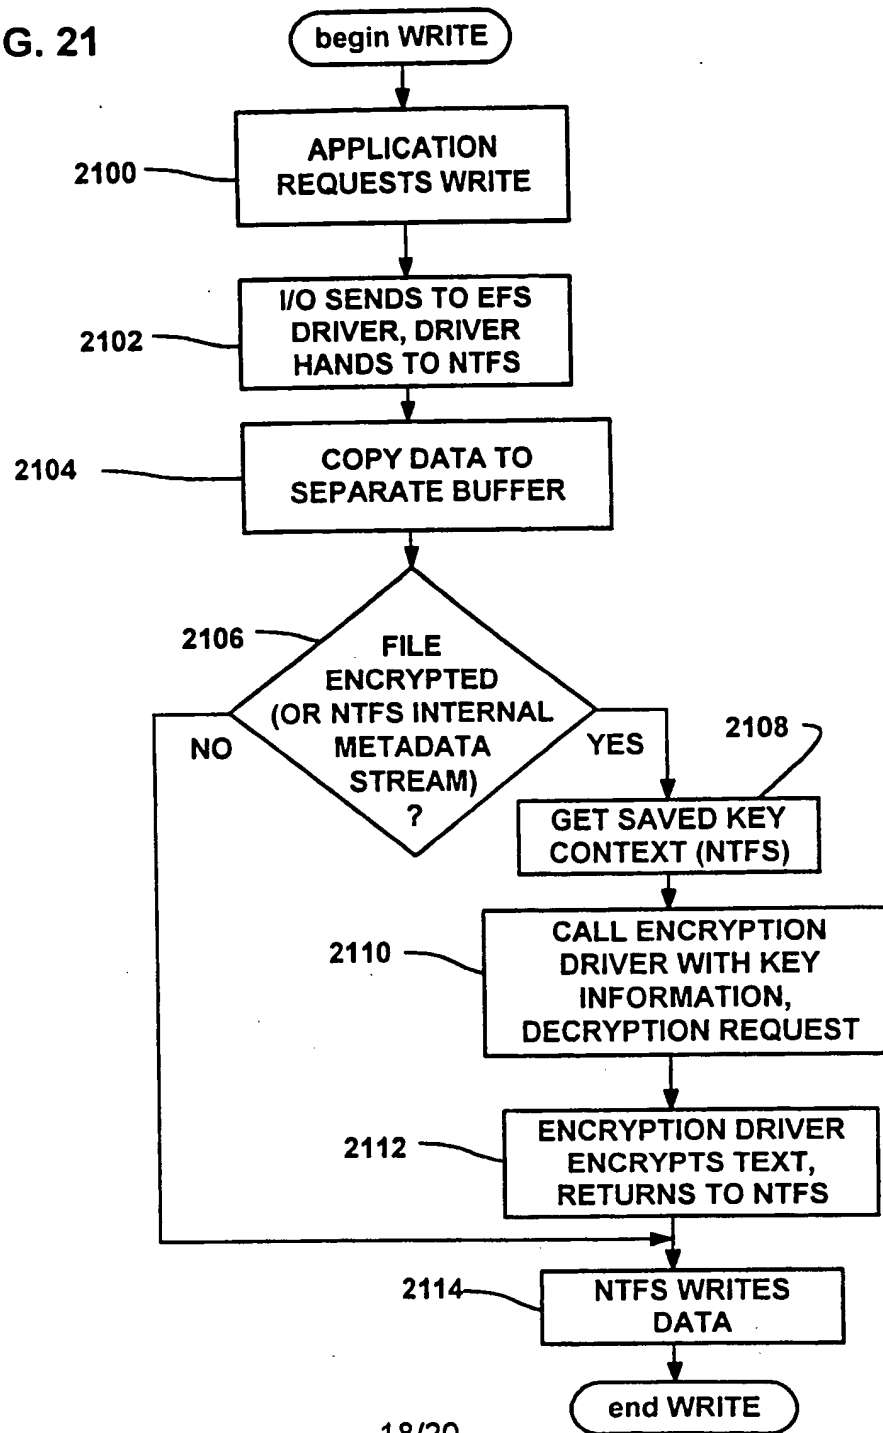 G. 21
begin WRITE
2100
APPLICATION
REQUESTS WRITE
2102
I/O SENDS TO EFS
DRIVER, DRIVER
HANDS TO NTFS
2104
COPY DATA TO
SEPARATE BUFFER
2106
FILE
ENCRYPTED
(OR NTFS INTERNAL
METADATA
STREAM)
?
NO
YES
2108
GET SAVED KEY
CONTEXT (NTFS)
2110
CALL ENCRYPTION
DRIVER WITH KEY
INFORMATION,
DECRYPTION REQUEST
2112
ENCRYPTION DRIVER
ENCRYPTS TEXT,
RETURNS TO NTFS
2114
NTFS WRITES
DATA
end WRITE
18/20